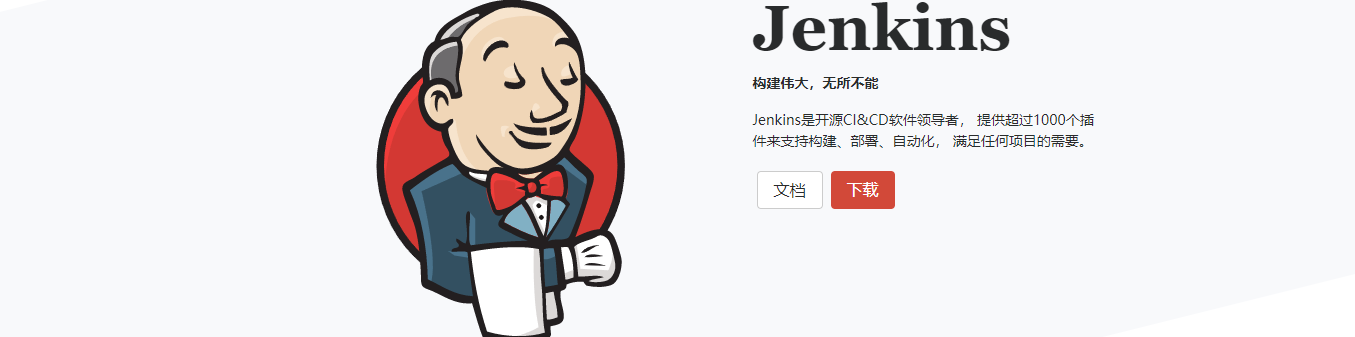 Jenkins
构建伟大，无所不能
Jenkins是开源CI&CD软件领导者， 提供超过1000个插
件来支持构建、部署、自动化， 满足任何项目的需要。
文档 下载